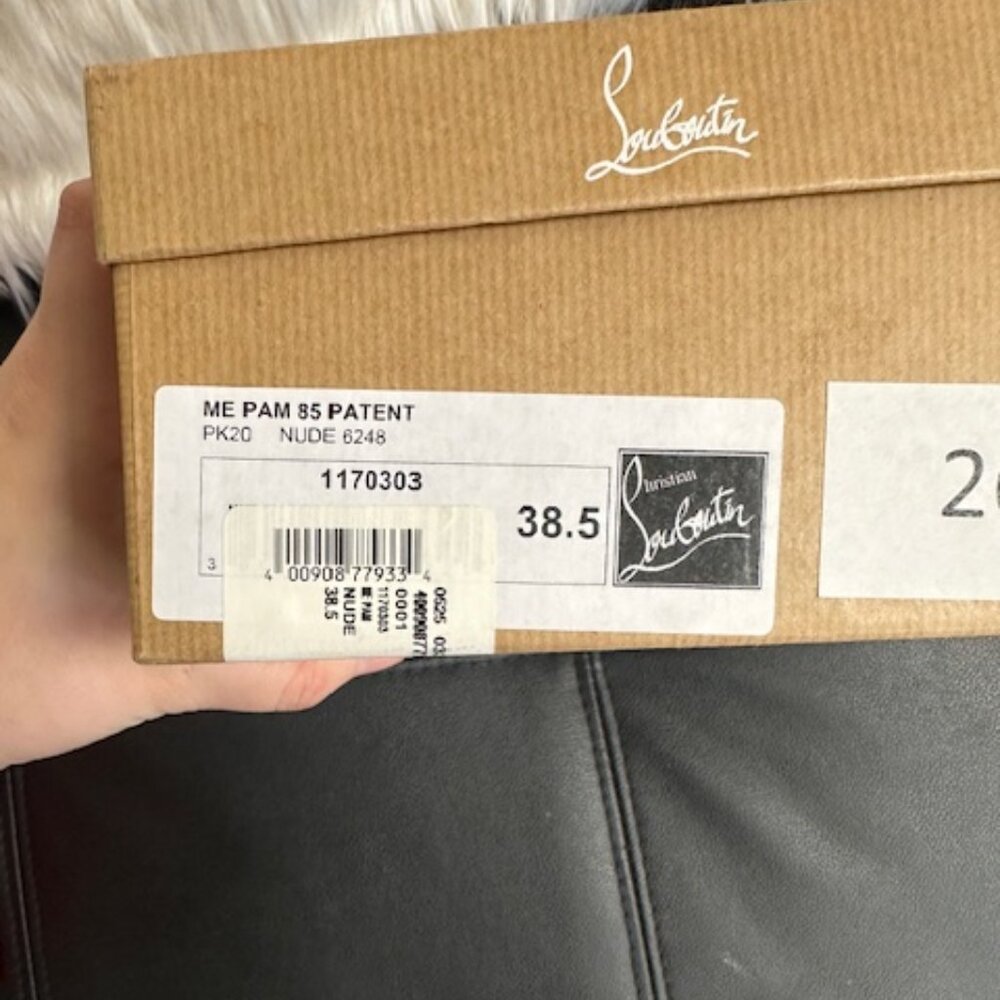 Louboutin
ME PAM 85 PATENT
PK20 NUDE 6248
1170303
38.5
Christian
Louboutin
3
4 00908 77933 4
0625
0001
1170303
ME PAM
NUDE
38.5